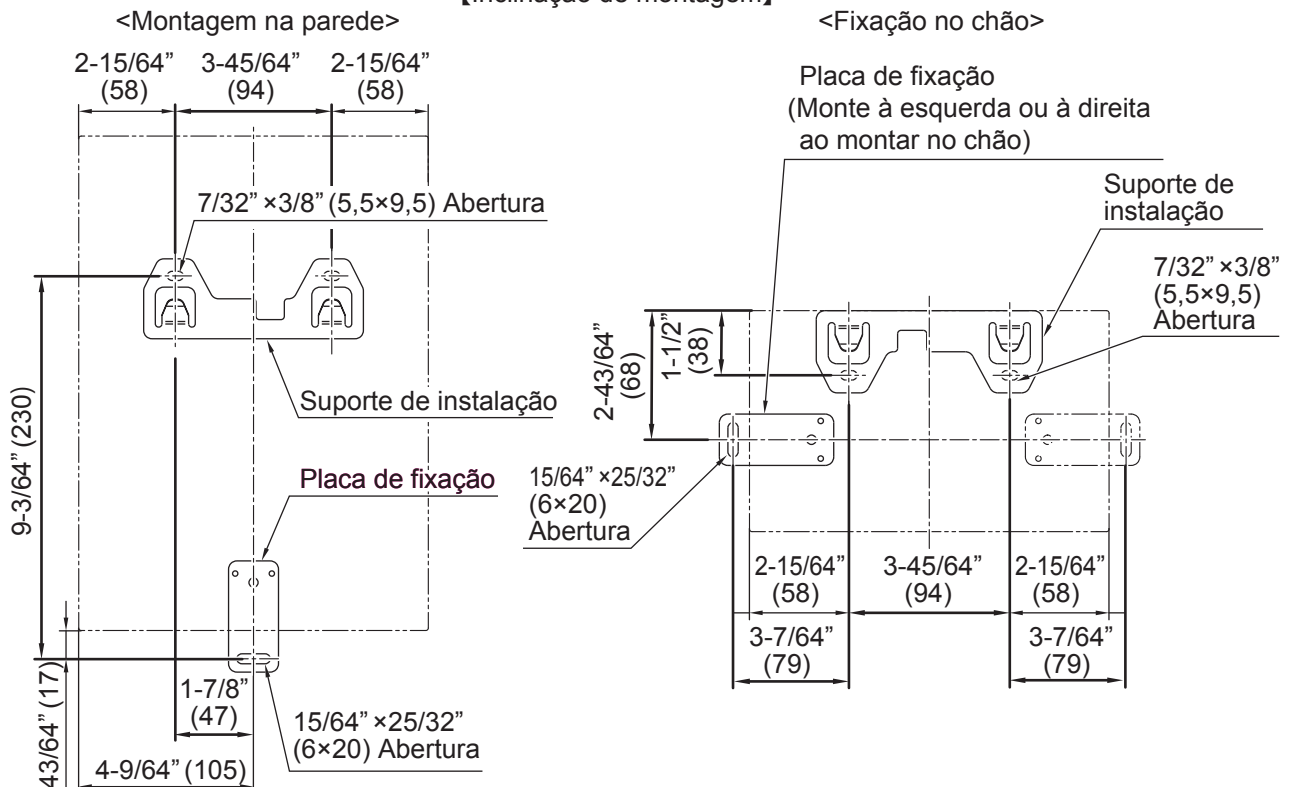 【Inclinação de montagem】
<Montagem na parede>
2-15/64” 3-45/64” 2-15/64”
(58) (94) (58)
7/32” ×3/8” (5,5×9,5) Abertura
Suporte de instalação
9-3/64” (230)
Placa de fixação
43/64” (17)
1-7/8”
(47)
15/64” ×25/32”
(6×20) Abertura
4-9/64” (105)
<Fixação no chão>
Placa de fixação
(Monte à esquerda ou à direita
ao montar no chão)
Suporte de
instalação
7/32” ×3/8”
(5,5×9,5)
Abertura
2-43/64”
(68)
1-1/2”
(38)
15/64” ×25/32”
(6×20)
Abertura
2-15/64” 3-45/64” 2-15/64”
(58) (94) (58)
3-7/64” 3-7/64”
(79) (79)